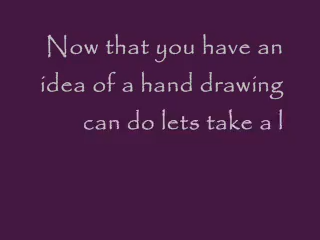 Now that you have an
idea of a hand drawing
can do lets take a l